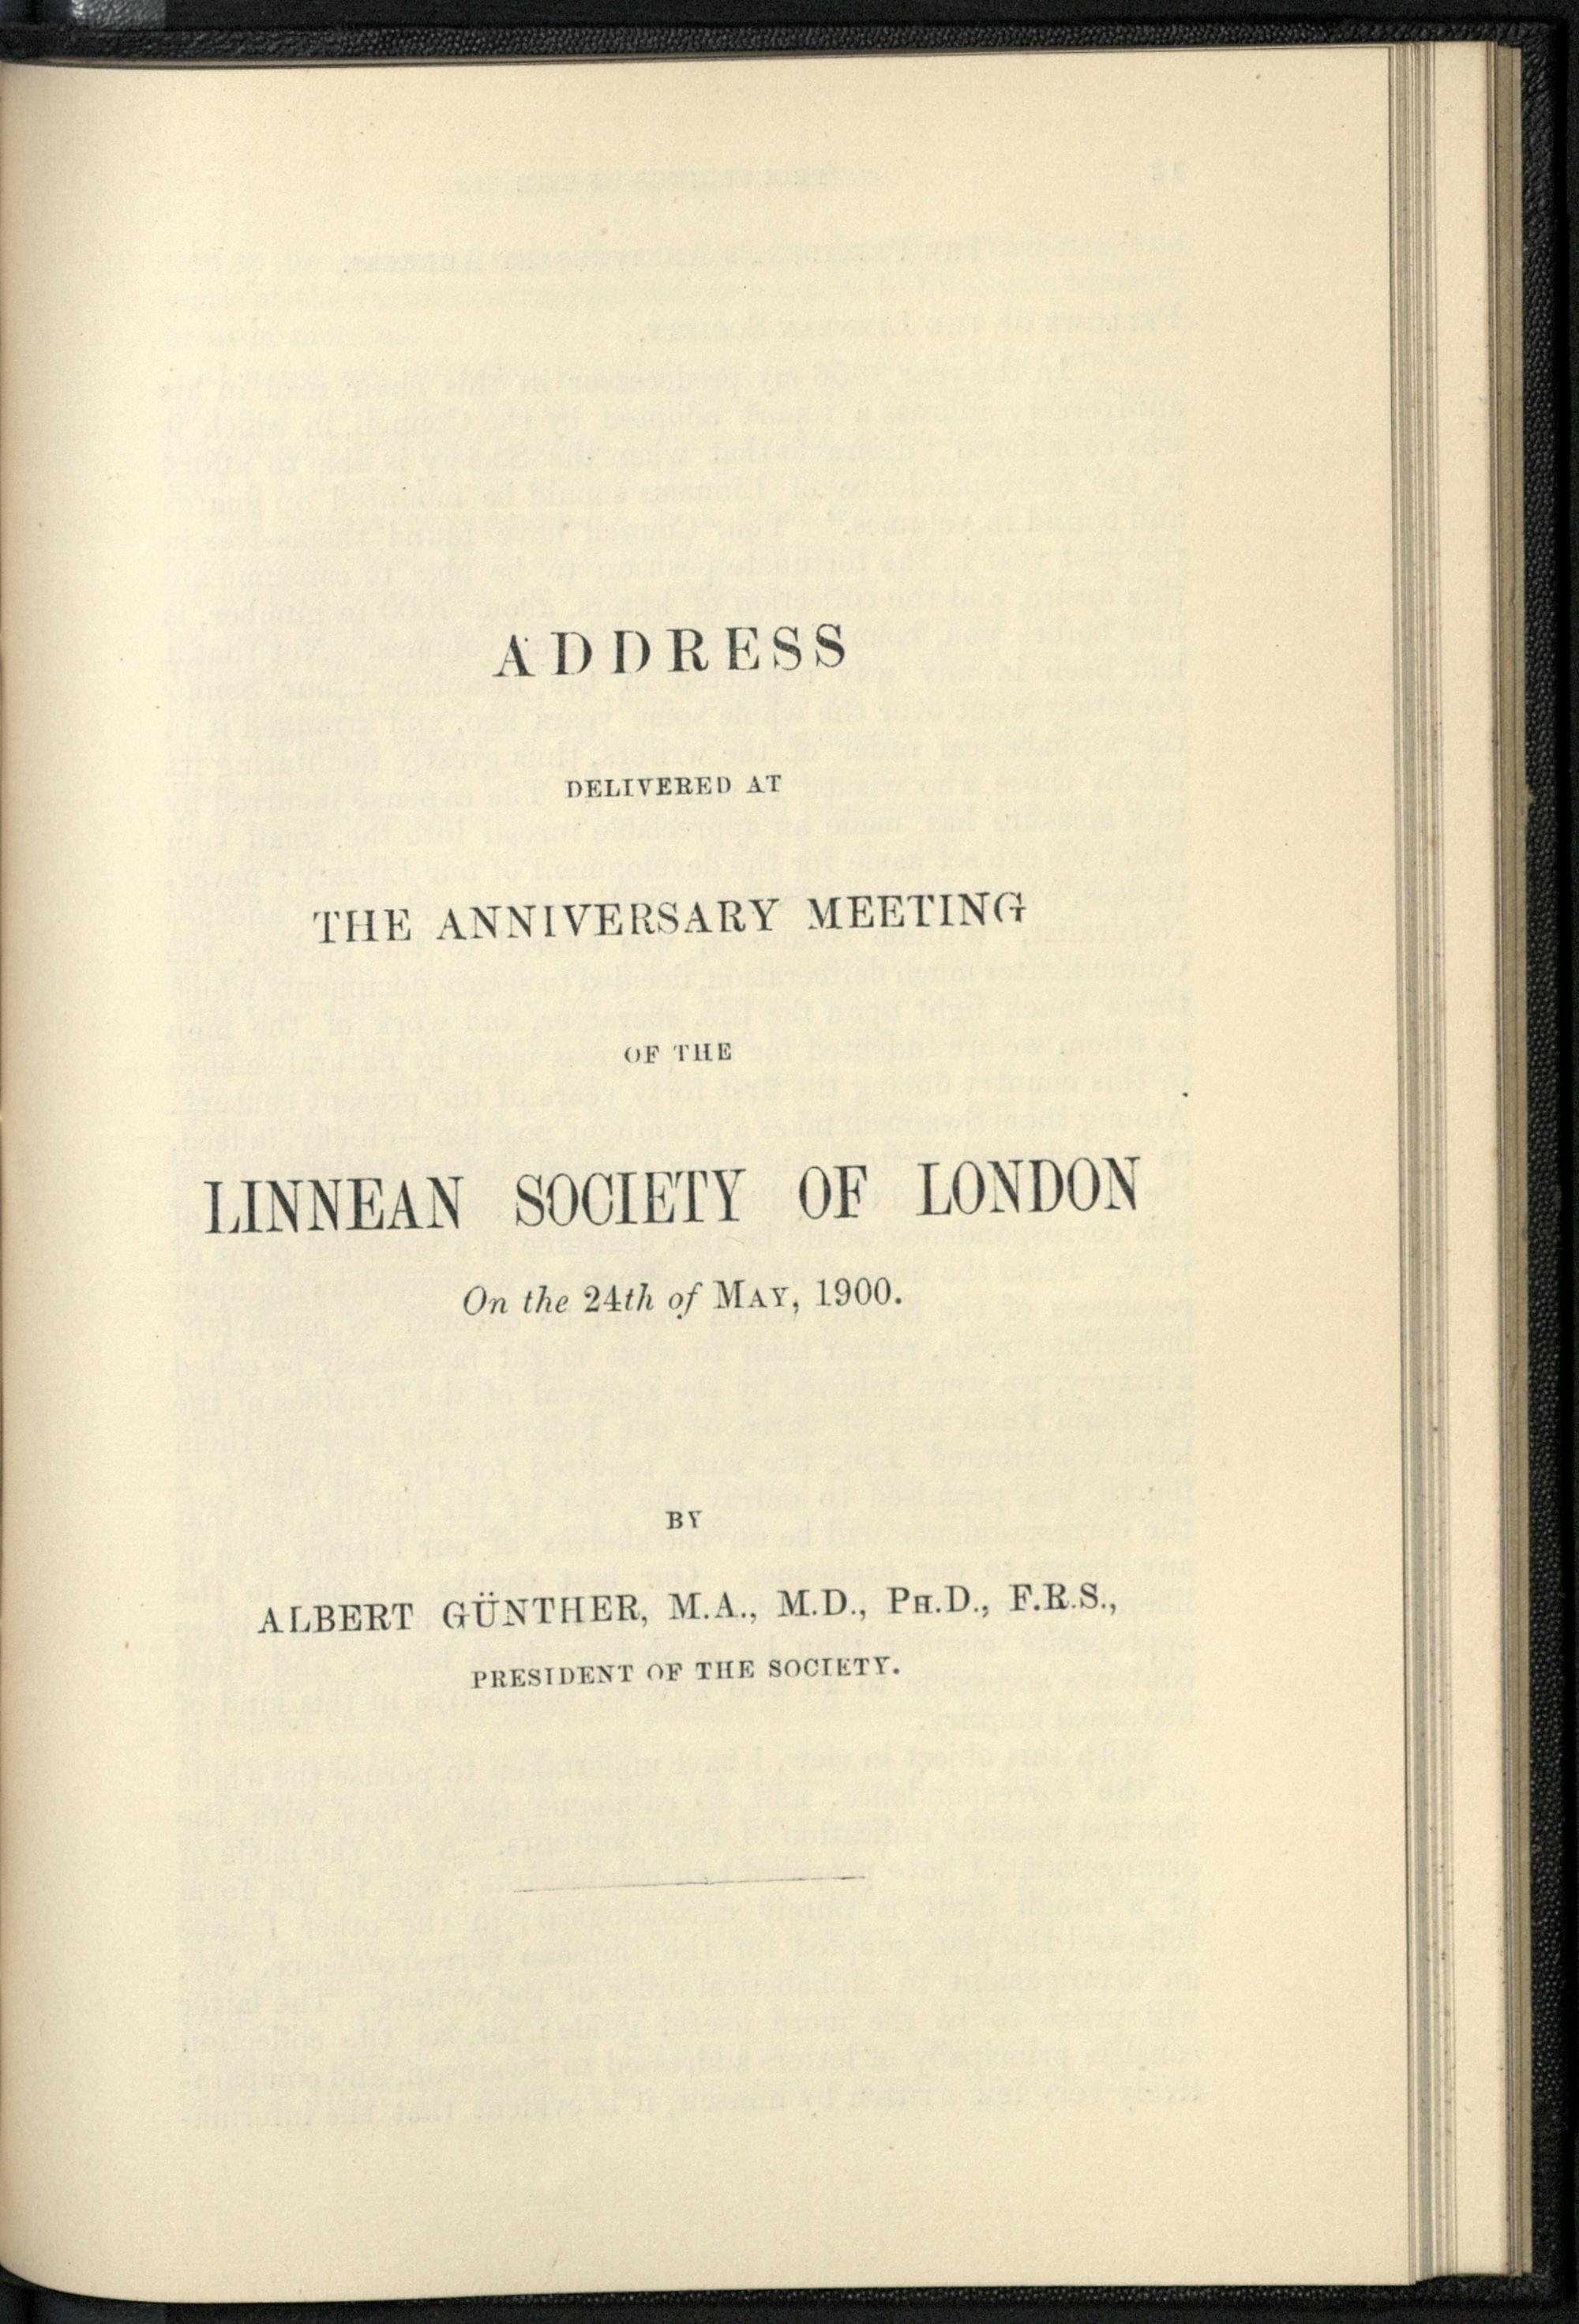 ADDRESS
DELIVERED AT
THE ANNIVERSARY MEETING
OF THE
LINNEAN SOCIETY OF LONDON
On the 24th of MAY, 1900.
BY
ALBERT GÜNTHER, M.A., M.D., PH.D., F.R.S.,
PRESIDENT OF THE SOCIETY.